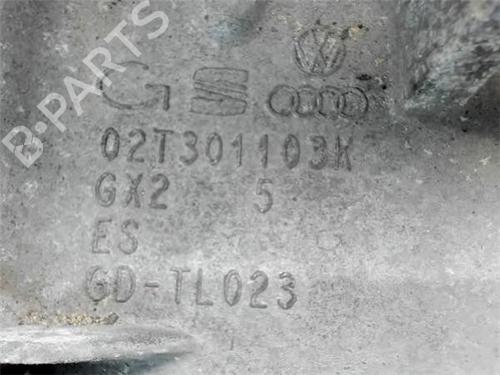 B-PARTS
G S
02T301103K
GX2 5
ES
GD-TL023